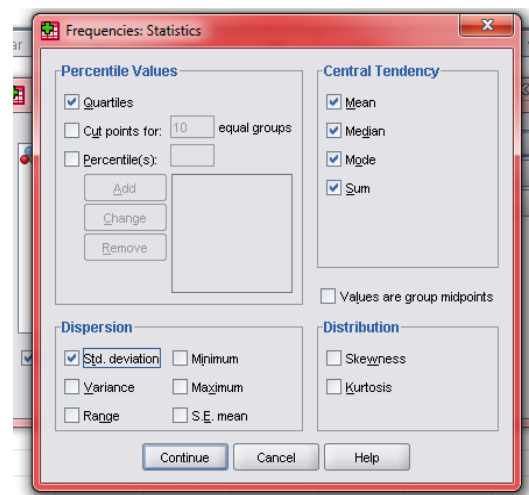 Frequencies: Statistics
Percentile Values
Quartiles
Cut points for: 10 equal groups
Percentile(s):
Add
Change
Remove
Central Tendency
Mean
Median
Mode
Sum
Values are group midpoints
Dispersion
Std. deviation
Minimum
Variance
Maximum
Range
S.E. mean
Distribution
Skewness
Kurtosis
Continue
Cancel
Help